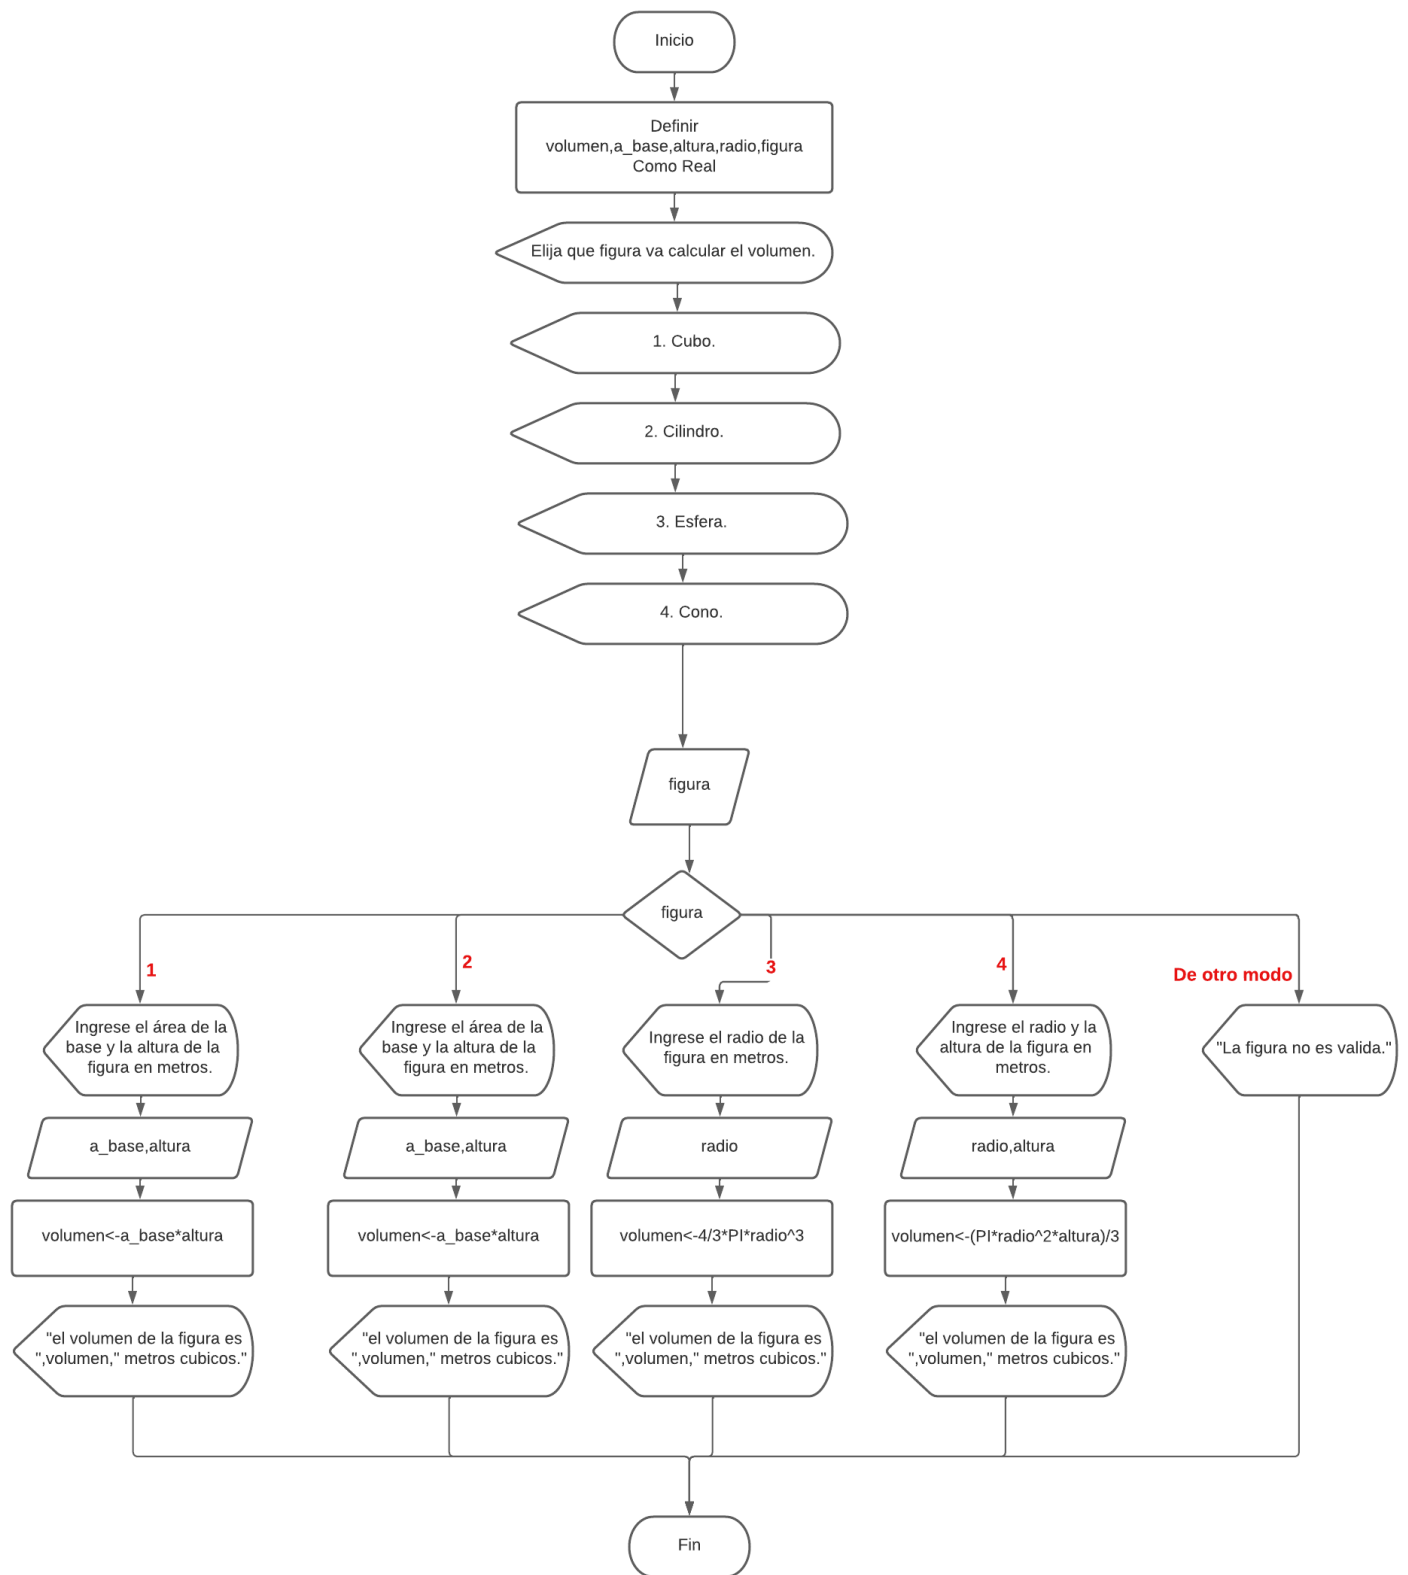 Inicio
Definir
volumen,a_base,altura,radio,figura
Como Real
Elija que figura va calcular el volumen.
1. Cubo.
2. Cilindro.
3. Esfera.
4. Cono.
figura
figura
1
2
3
4
De otro modo
Ingrese el área de la
base y la altura de la
figura en metros.
Ingrese el área de la
base y la altura de la
figura en metros.
Ingrese el radio de la
figura en metros.
Ingrese el radio y la
altura de la figura en
metros.
"La figura no es valida."
a_base,altura
a_base,altura
radio
radio,altura
volumen<-a_base*altura
volumen<-a_base*altura
volumen<-4/3*PI*radio^3
volumen<-(PI*radio^2*altura)/3
"el volumen de la figura es
",volumen," metros cubicos."
"el volumen de la figura es
",volumen," metros cubicos."
"el volumen de la figura es
",volumen," metros cubicos."
"el volumen de la figura es
",volumen," metros cubicos."
Fin